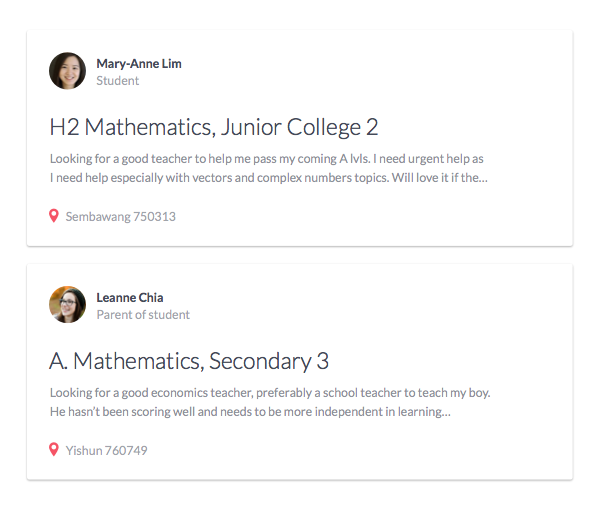 Mary-Anne Lim
Student
H2 Mathematics, Junior College 2
Looking for a good teacher to help me pass my coming A lvls. I need urgent help as
I need help especially with vectors and complex numbers topics. Will love it if the...
Sembawang 750313
Leanne Chia
Parent of student
A. Mathematics, Secondary 3
Looking for a good economics teacher, preferably a school teacher to teach my boy.
He hasn’t been scoring well and needs to be more independent in learning...
Yishun 760749